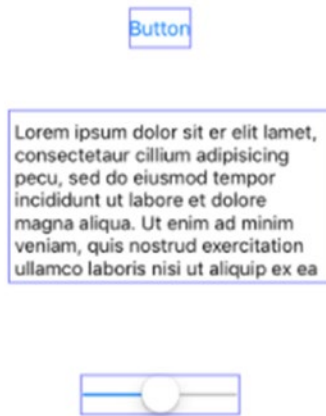 Button
Lorem ipsum dolor sit er elit lamet,
consectetaur cillium adipisicing
pecu, sed do eiusmod tempor
incididunt ut labore et dolore
magna aliqua. Ut enim ad minim
veniam, quis nostrud exercitation
ullamco laboris nisi ut aliquip ex ea